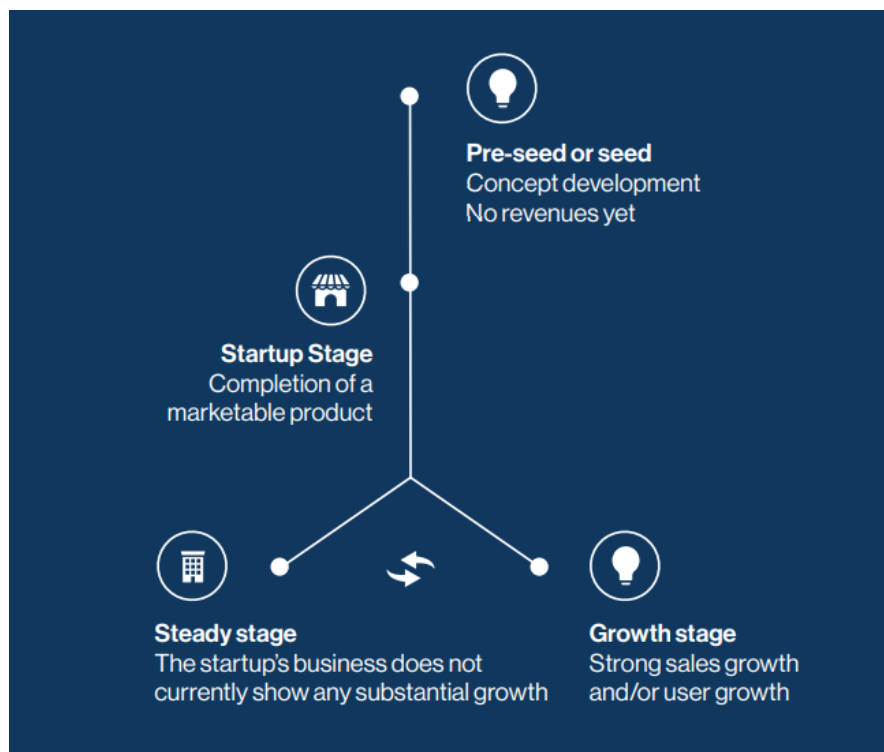 Pre-seed or seed
Concept development
No revenues yet
Startup Stage
Completion of a
marketable product
Steady stage
The startup's business does not
currently show any substantial growth
Growth stage
Strong sales growth
and/or user growth